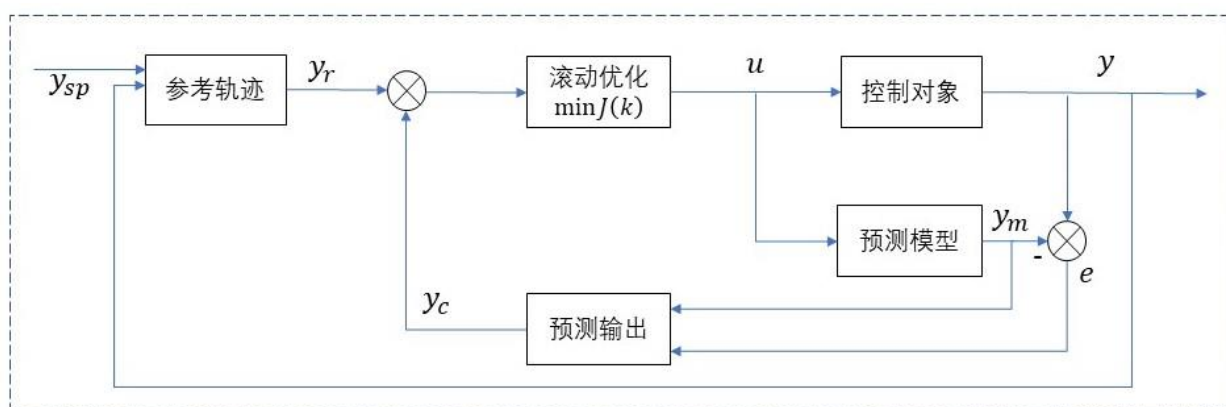 y_sp
参考轨迹
y_r
滚动优化
minJ(k)
u
控制对象
y
预测模型
y_m
-
e
y_c
预测输出